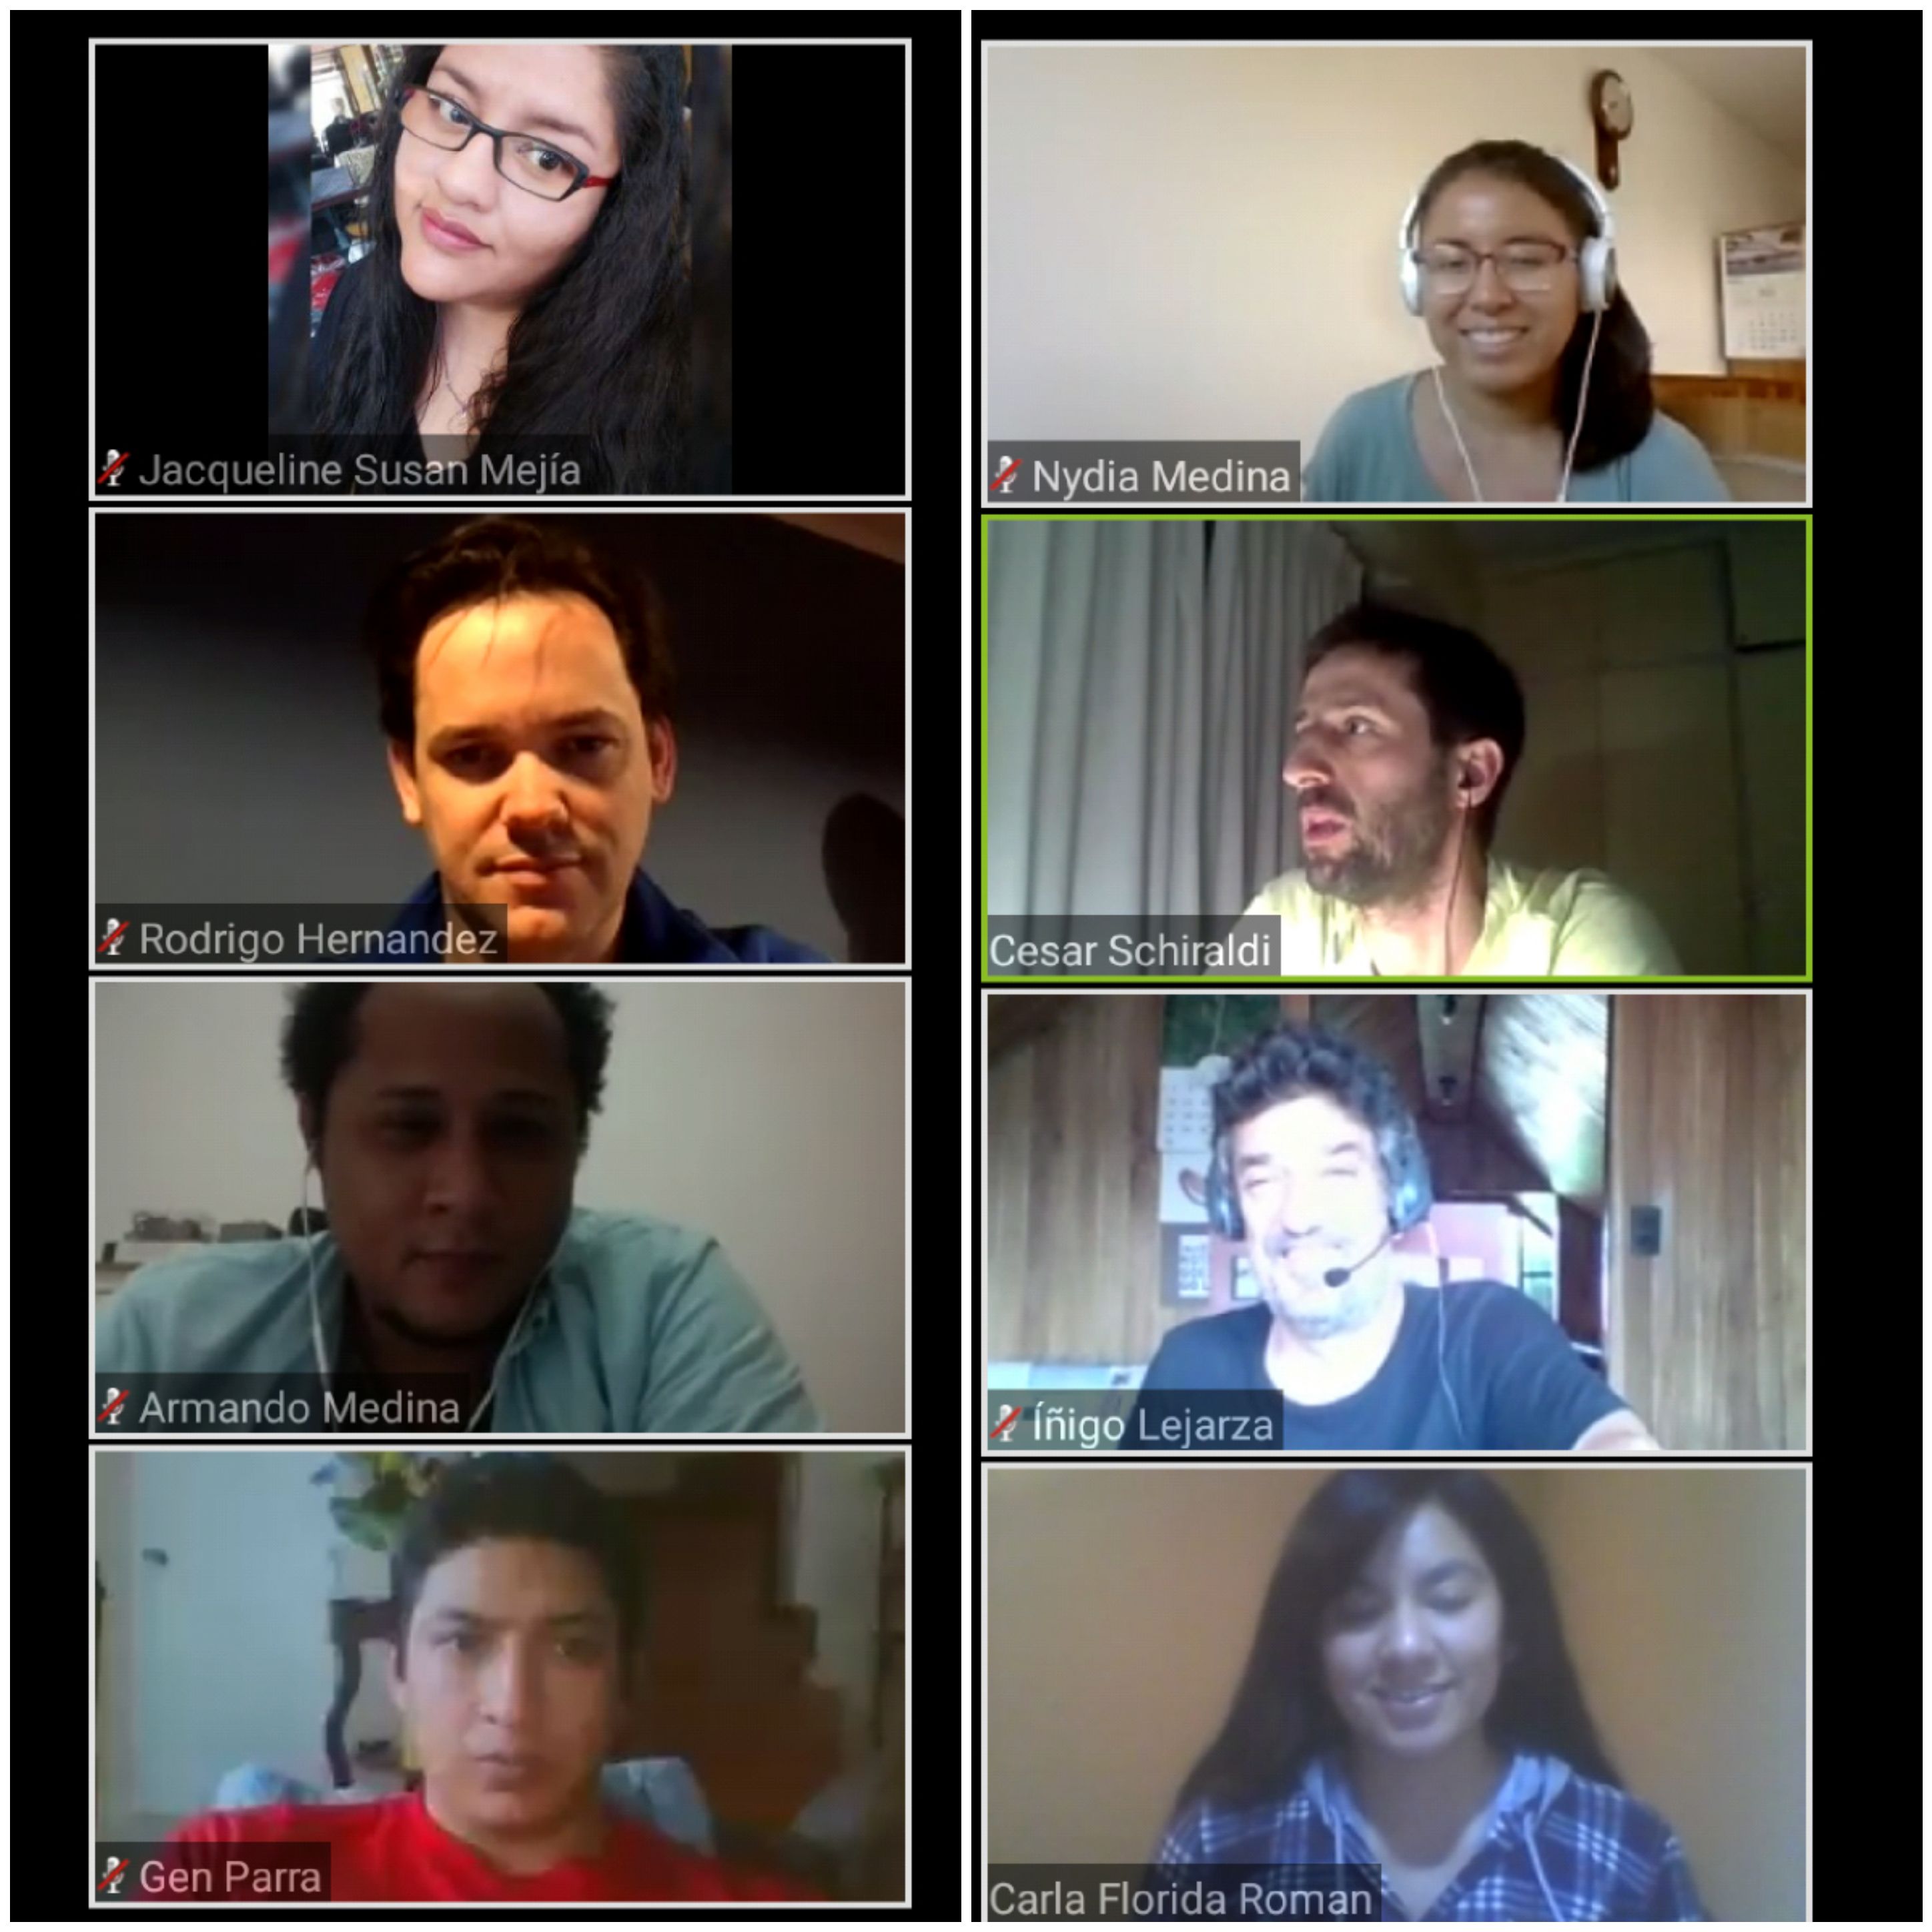 Jacqueline Susan Mejía
Rodrigo Hernandez
Armando Medina
Gen Parra
Nydia Medina
Cesar Schiraldi
Íñigo Lejarza
Carla Florida Roman